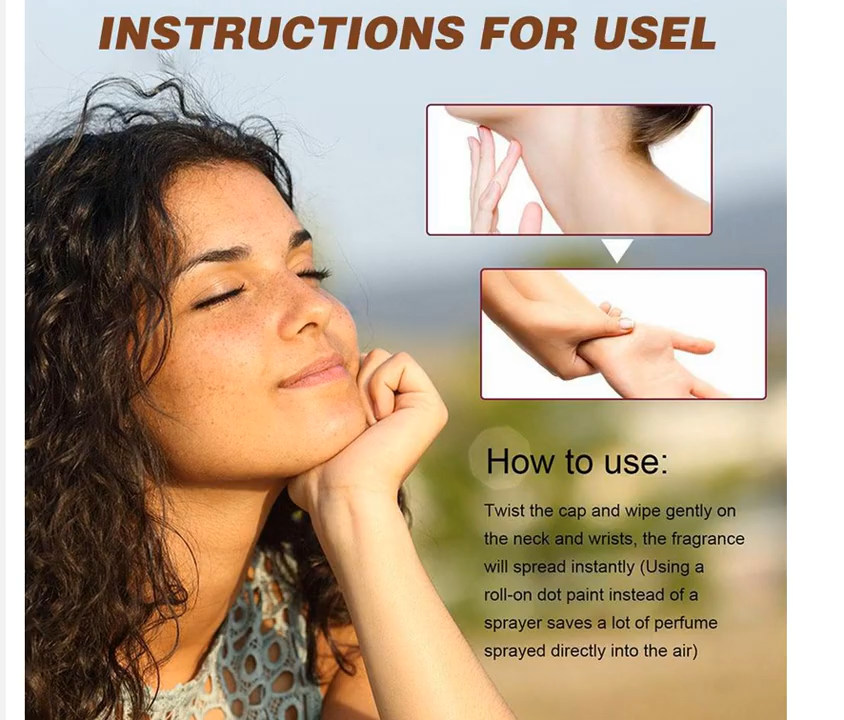 INSTRUCTIONS FOR USEL
How to use:
Twist the cap and wipe gently on
the neck and wrists, the fragrance
will spread instantly (Using a
roll-on dot paint instead of a
sprayer saves a lot of perfume
sprayed directly into the air)